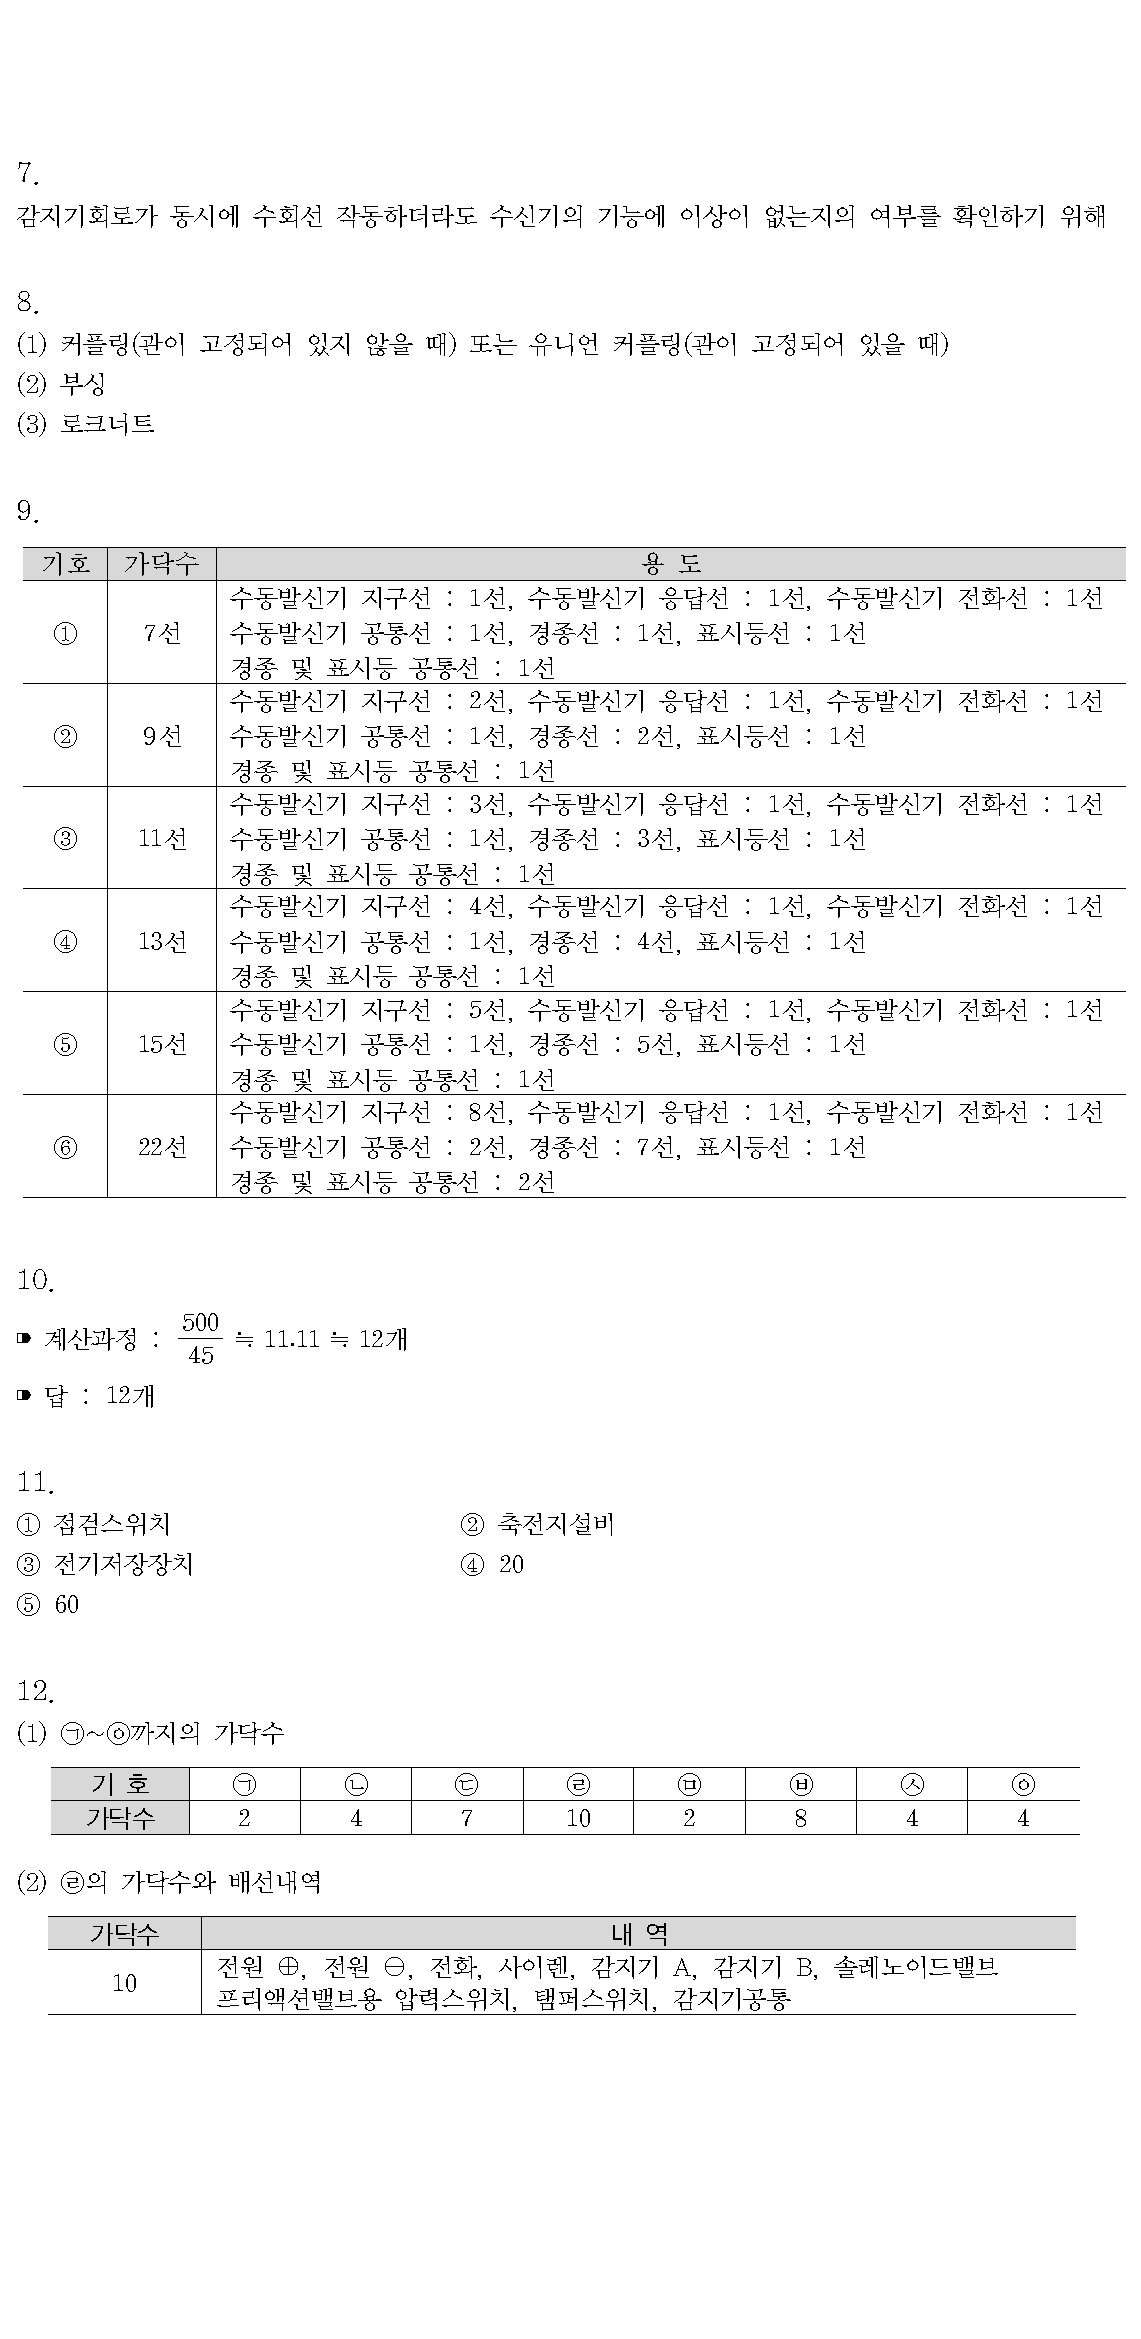 7.
감지기회로가 동시에 수회선 작동하더라도 수신기의 기능에 이상이 없는지의 여부를 확인하기 위해
8.
(1) 커플링(관이 고정되어 있지 않을 때) 또는 유니언 커플링(관이 고정되어 있을 때)
(2) 부싱
(3) 로크너트
9.
기호 가닥수 용 도
① 7선 수동발신기 지구선 : 1선, 수동발신기 응답선 : 1선, 수동발신기 전화선 : 1선
수동발신기 공통선 : 1선, 경종선 : 1선, 표시등선 : 1선
경종 및 표시등 공통선 : 1선
② 9선 수동발신기 지구선 : 2선, 수동발신기 응답선 : 1선, 수동발신기 전화선 : 1선
수동발신기 공통선 : 1선, 경종선 : 2선, 표시등선 : 1선
경종 및 표시등 공통선 : 1선
③ 11선 수동발신기 지구선 : 3선, 수동발신기 응답선 : 1선, 수동발신기 전화선 : 1선
수동발신기 공통선 : 1선, 경종선 : 3선, 표시등선 : 1선
경종 및 표시등 공통선 : 1선
④ 13선 수동발신기 지구선 : 4선, 수동발신기 응답선 : 1선, 수동발신기 전화선 : 1선
수동발신기 공통선 : 1선, 경종선 : 4선, 표시등선 : 1선
경종 및 표시등 공통선 : 1선
⑤ 15선 수동발신기 지구선 : 5선, 수동발신기 응답선 : 1선, 수동발신기 전화선 : 1선
수동발신기 공통선 : 1선, 경종선 : 5선, 표시등선 : 1선
경종 및 표시등 공통선 : 1선
⑥ 22선 수동발신기 지구선 : 8선, 수동발신기 응답선 : 1선, 수동발신기 전화선 : 1선
수동발신기 공통선 : 2선, 경종선 : 7선, 표시등선 : 1선
경종 및 표시등 공통선 : 2선
10.
➠ 계산과정 : 500/45 ≒ 11.11 ≒ 12개
➠ 답 : 12개
11.
① 점검스위치 ② 축전지설비
③ 전기저장장치 ④ 20
⑤ 60
12.
(1) ㉠~㉧까지의 가닥수
기 호 ㉠ ㉡ ㉢ ㉣ ㉤ ㉥ ㉦ ㉧
가닥수 2 4 7 10 2 8 4 4
(2) ㉣의 가닥수와 배선내역
가닥수 내 역
10 전원 ⊕, 전원 ⊖, 전화, 사이렌, 감지기 A, 감지기 B, 솔레노이드밸브
프리액션밸브용 압력스위치, 탬퍼스위치, 감지기공통